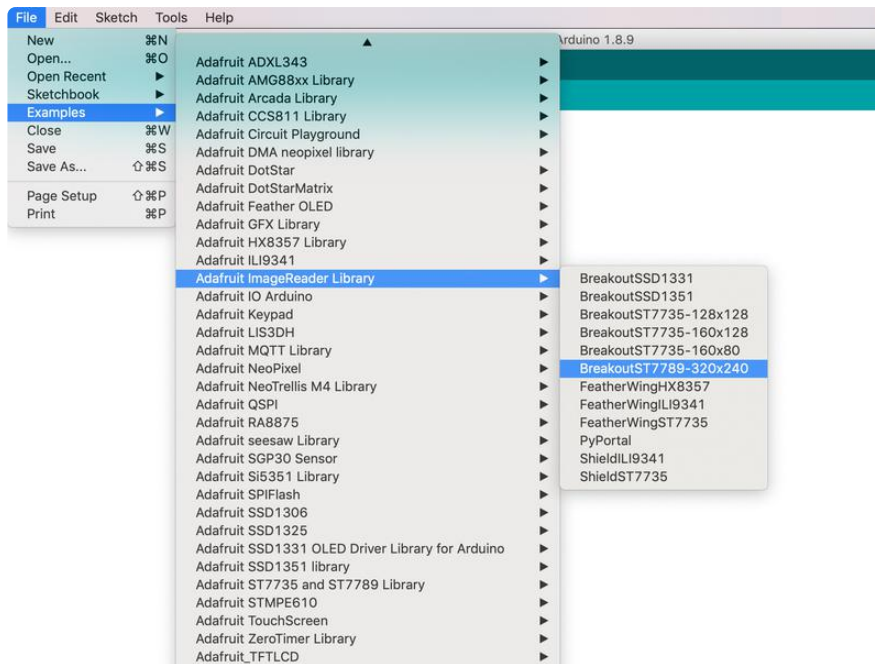 File Edit Sketch Tools Help
Arduino 1.8.9
New ⌘N
Open... ⌘O
Open Recent ▶
Sketchbook ▶
Examples ▶
Close ⌘W
Save ⌘S
Save As... ⇧⌘S
Page Setup ⇧⌘P
Print ⌘P
Adafruit ADXL343
Adafruit AMG88xx Library
Adafruit Arcada Library
Adafruit CCS811 Library
Adafruit Circuit Playground
Adafruit DMA neopixel library
Adafruit DotStar
Adafruit DotStarMatrix
Adafruit Feather OLED
Adafruit GFX Library
Adafruit HX8357 Library
Adafruit ILI9341
Adafruit ImageReader Library
Adafruit IO Arduino
Adafruit Keypad
Adafruit LIS3DH
Adafruit MQTT Library
Adafruit NeoPixel
Adafruit NeoTrellis M4 Library
Adafruit QSPI
Adafruit RA8875
Adafruit seesaw Library
Adafruit SGP30 Sensor
Adafruit Si5351 Library
Adafruit SPIFlash
Adafruit SSD1306
Adafruit SSD1325
Adafruit SSD1331 OLED Driver Library for Arduino
Adafruit SSD1351 library
Adafruit ST7735 and ST7789 Library
Adafruit STMPE610
Adafruit TouchScreen
Adafruit ZeroTimer Library
Adafruit_TFTLCD
BreakoutSSD1331
BreakoutSSD1351
BreakoutST7735-128x128
BreakoutST7735-160x128
BreakoutST7735-160x80
BreakoutST7789-320x240
FeatherWingHX8357
FeatherWingILI9341
FeatherWingST7735
PyPortal
ShieldILI9341
ShieldST7735